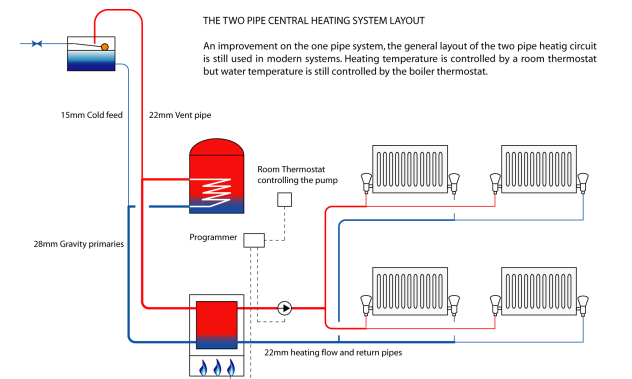 THE TWO PIPE CENTRAL HEATING SYSTEM LAYOUT
An improvement on the one pipe system, the general layout of the two pipe heatig circuit
is still used in modern systems. Heating temperature is controlled by a room thermostat
but water temperature is still controlled by the boiler thermostat.
15mm Cold feed
22mm Vent pipe
Room Thermostat
controlling the pump
Programmer
28mm Gravity primaries
22mm heating flow and return pipes